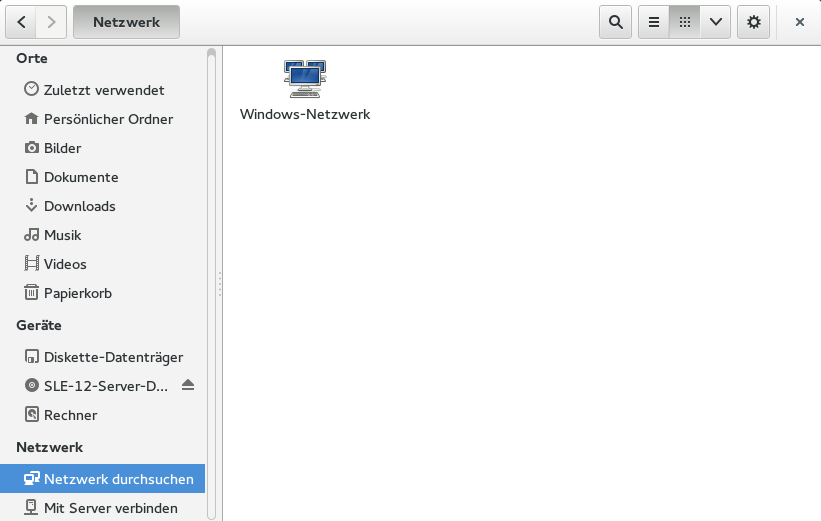 Netzwerk
Orte
Zuletzt verwendet
Persönlicher Ordner
Bilder
Dokumente
Downloads
Musik
Videos
Papierkorb
Geräte
Diskette-Datenträger
SLE-12-Server-D...
Rechner
Netzwerk
Netzwerk durchsuchen
Mit Server verbinden
Windows-Netzwerk